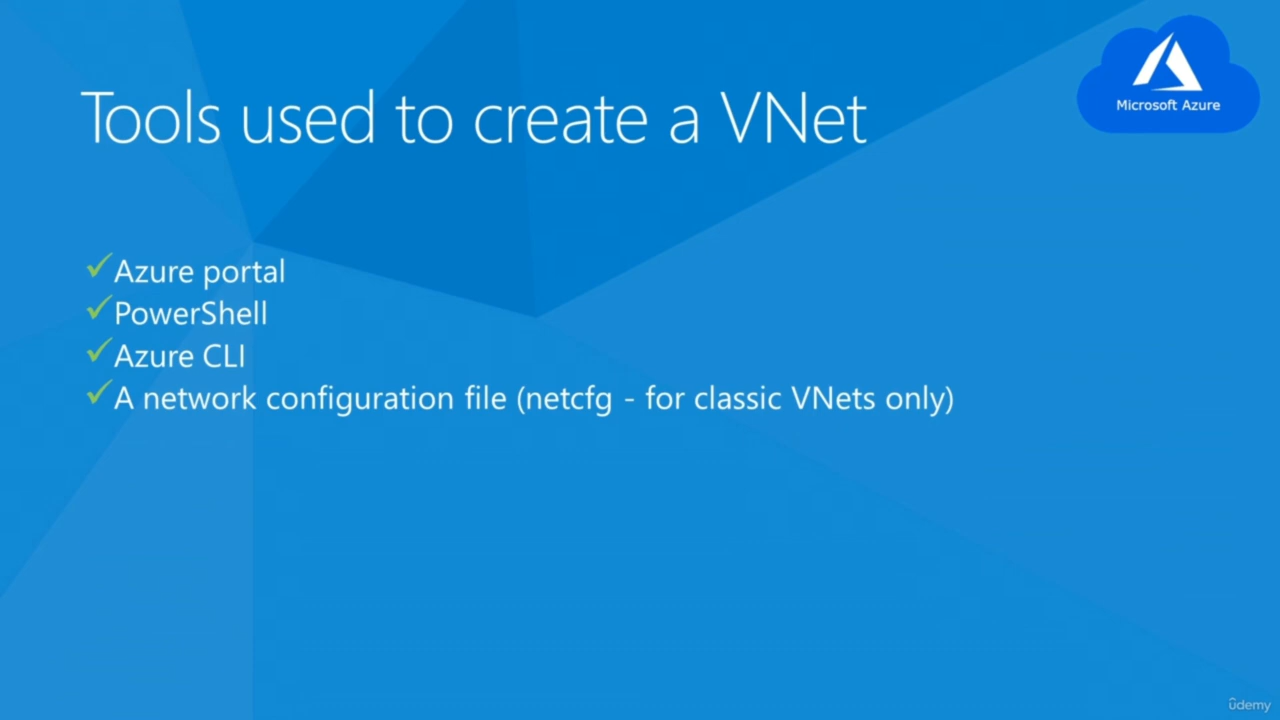 Microsoft Azure
Tools used to create a VNet
Azure portal
PowerShell
Azure CLI
A network configuration file (netcfg - for classic VNets only)
ûdemy